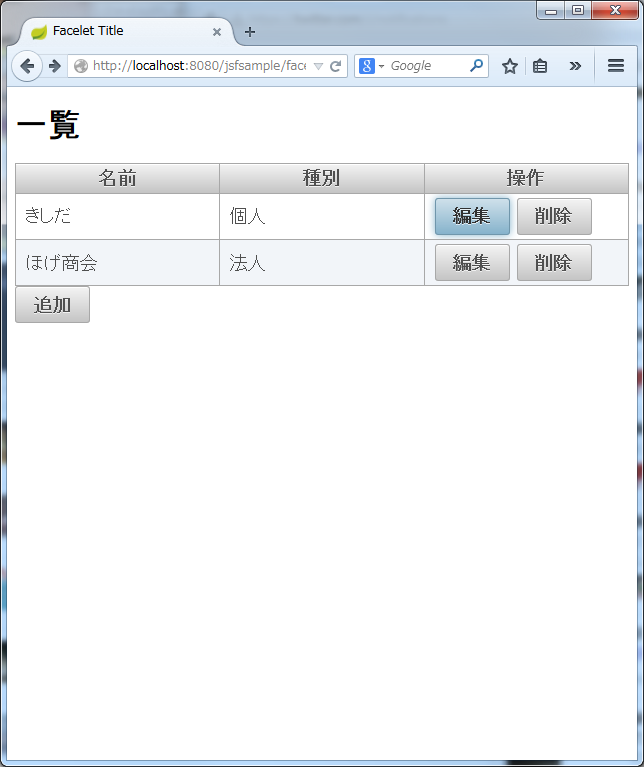 Facelet Title
http://localhost:8080/jsfsample/face
Google
一覧
名前 種別 操作
きしだ 個人 編集 削除
ほげ商会 法人 編集 削除
追加